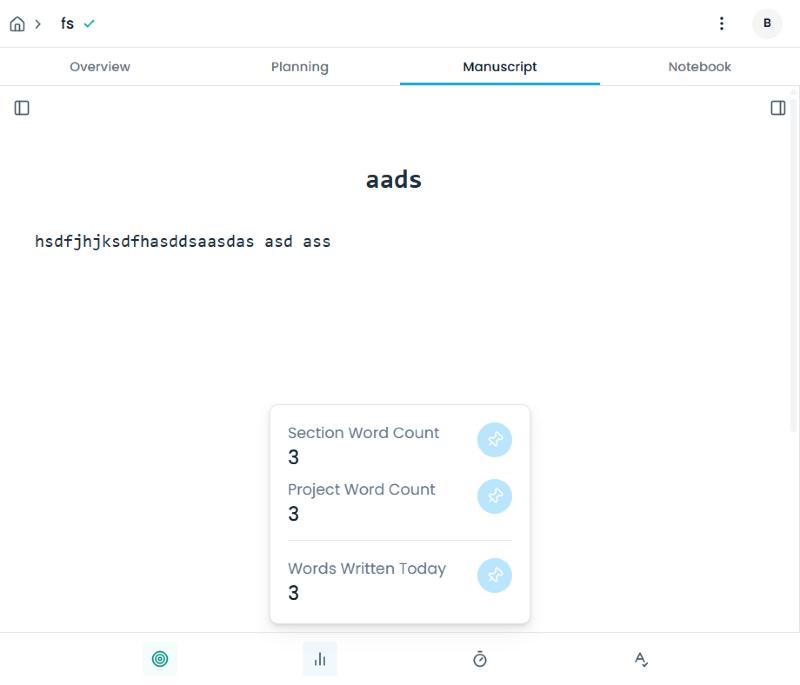 fs
B
Overview
Planning
Manuscript
Notebook
aads
hsdfjhjksdfhasddsaasdas asd ass
Section Word Count
3
Project Word Count
3
Words Written Today
3